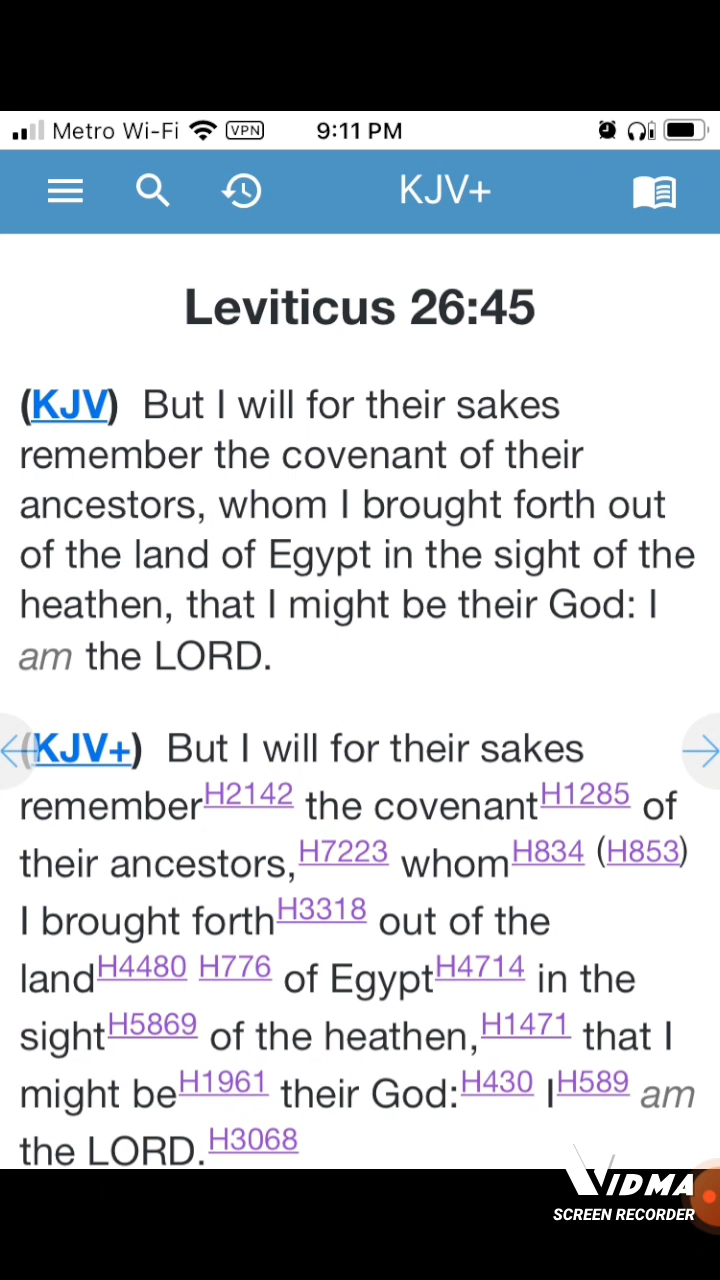 Metro Wi-Fi VPN 9:11 PM
KJV+
Leviticus 26:45
(KJV) But I will for their sakes
remember the covenant of their
ancestors, whom I brought forth out
of the land of Egypt in the sight of the
heathen, that I might be their God: I
am the LORD.
(KJV+) But I will for their sakes
rememberH2142 the covenantH1285 of
their ancestors,H7223 whomH834 (H853)
I brought forthH3318 out of the
landH4480 H776 of EgyptH4714 in the
sightH5869 of the heathen,H1471 that I
might beH1961 their God:H430 IH589 am
the LORD.H3068
VIDMA
SCREEN RECORDER